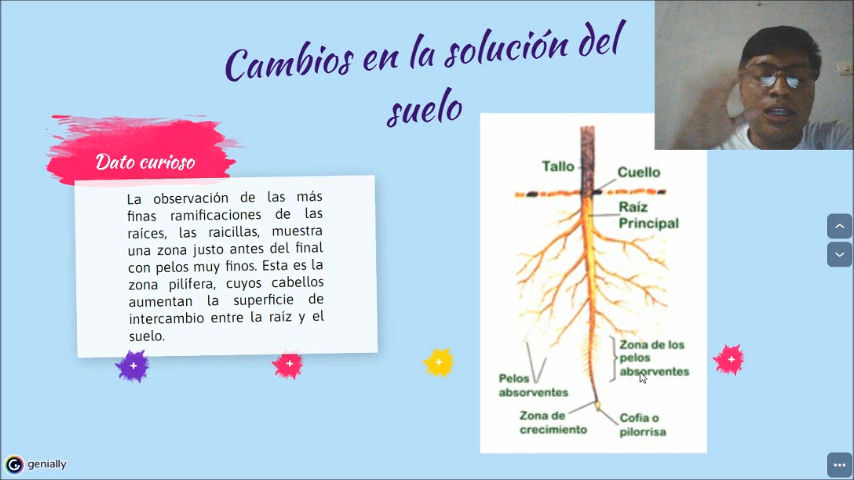 Cambios en la solución del
suelo
Dato curioso
La observación de las más
finas ramificaciones de las
raíces, las raicillas, muestra
una zona justo antes del final
con pelos muy finos. Esta es la
zona pilífera, cuyos cabellos
aumentan la superficie de
intercambio entre la raíz y el
suelo.
Tallo
Cuello
Raíz
Principal
Zona de los
pelos
absorventes
Pelos
absorventes
Zona de
crecimiento
Cofia o
pilorrisa
genially